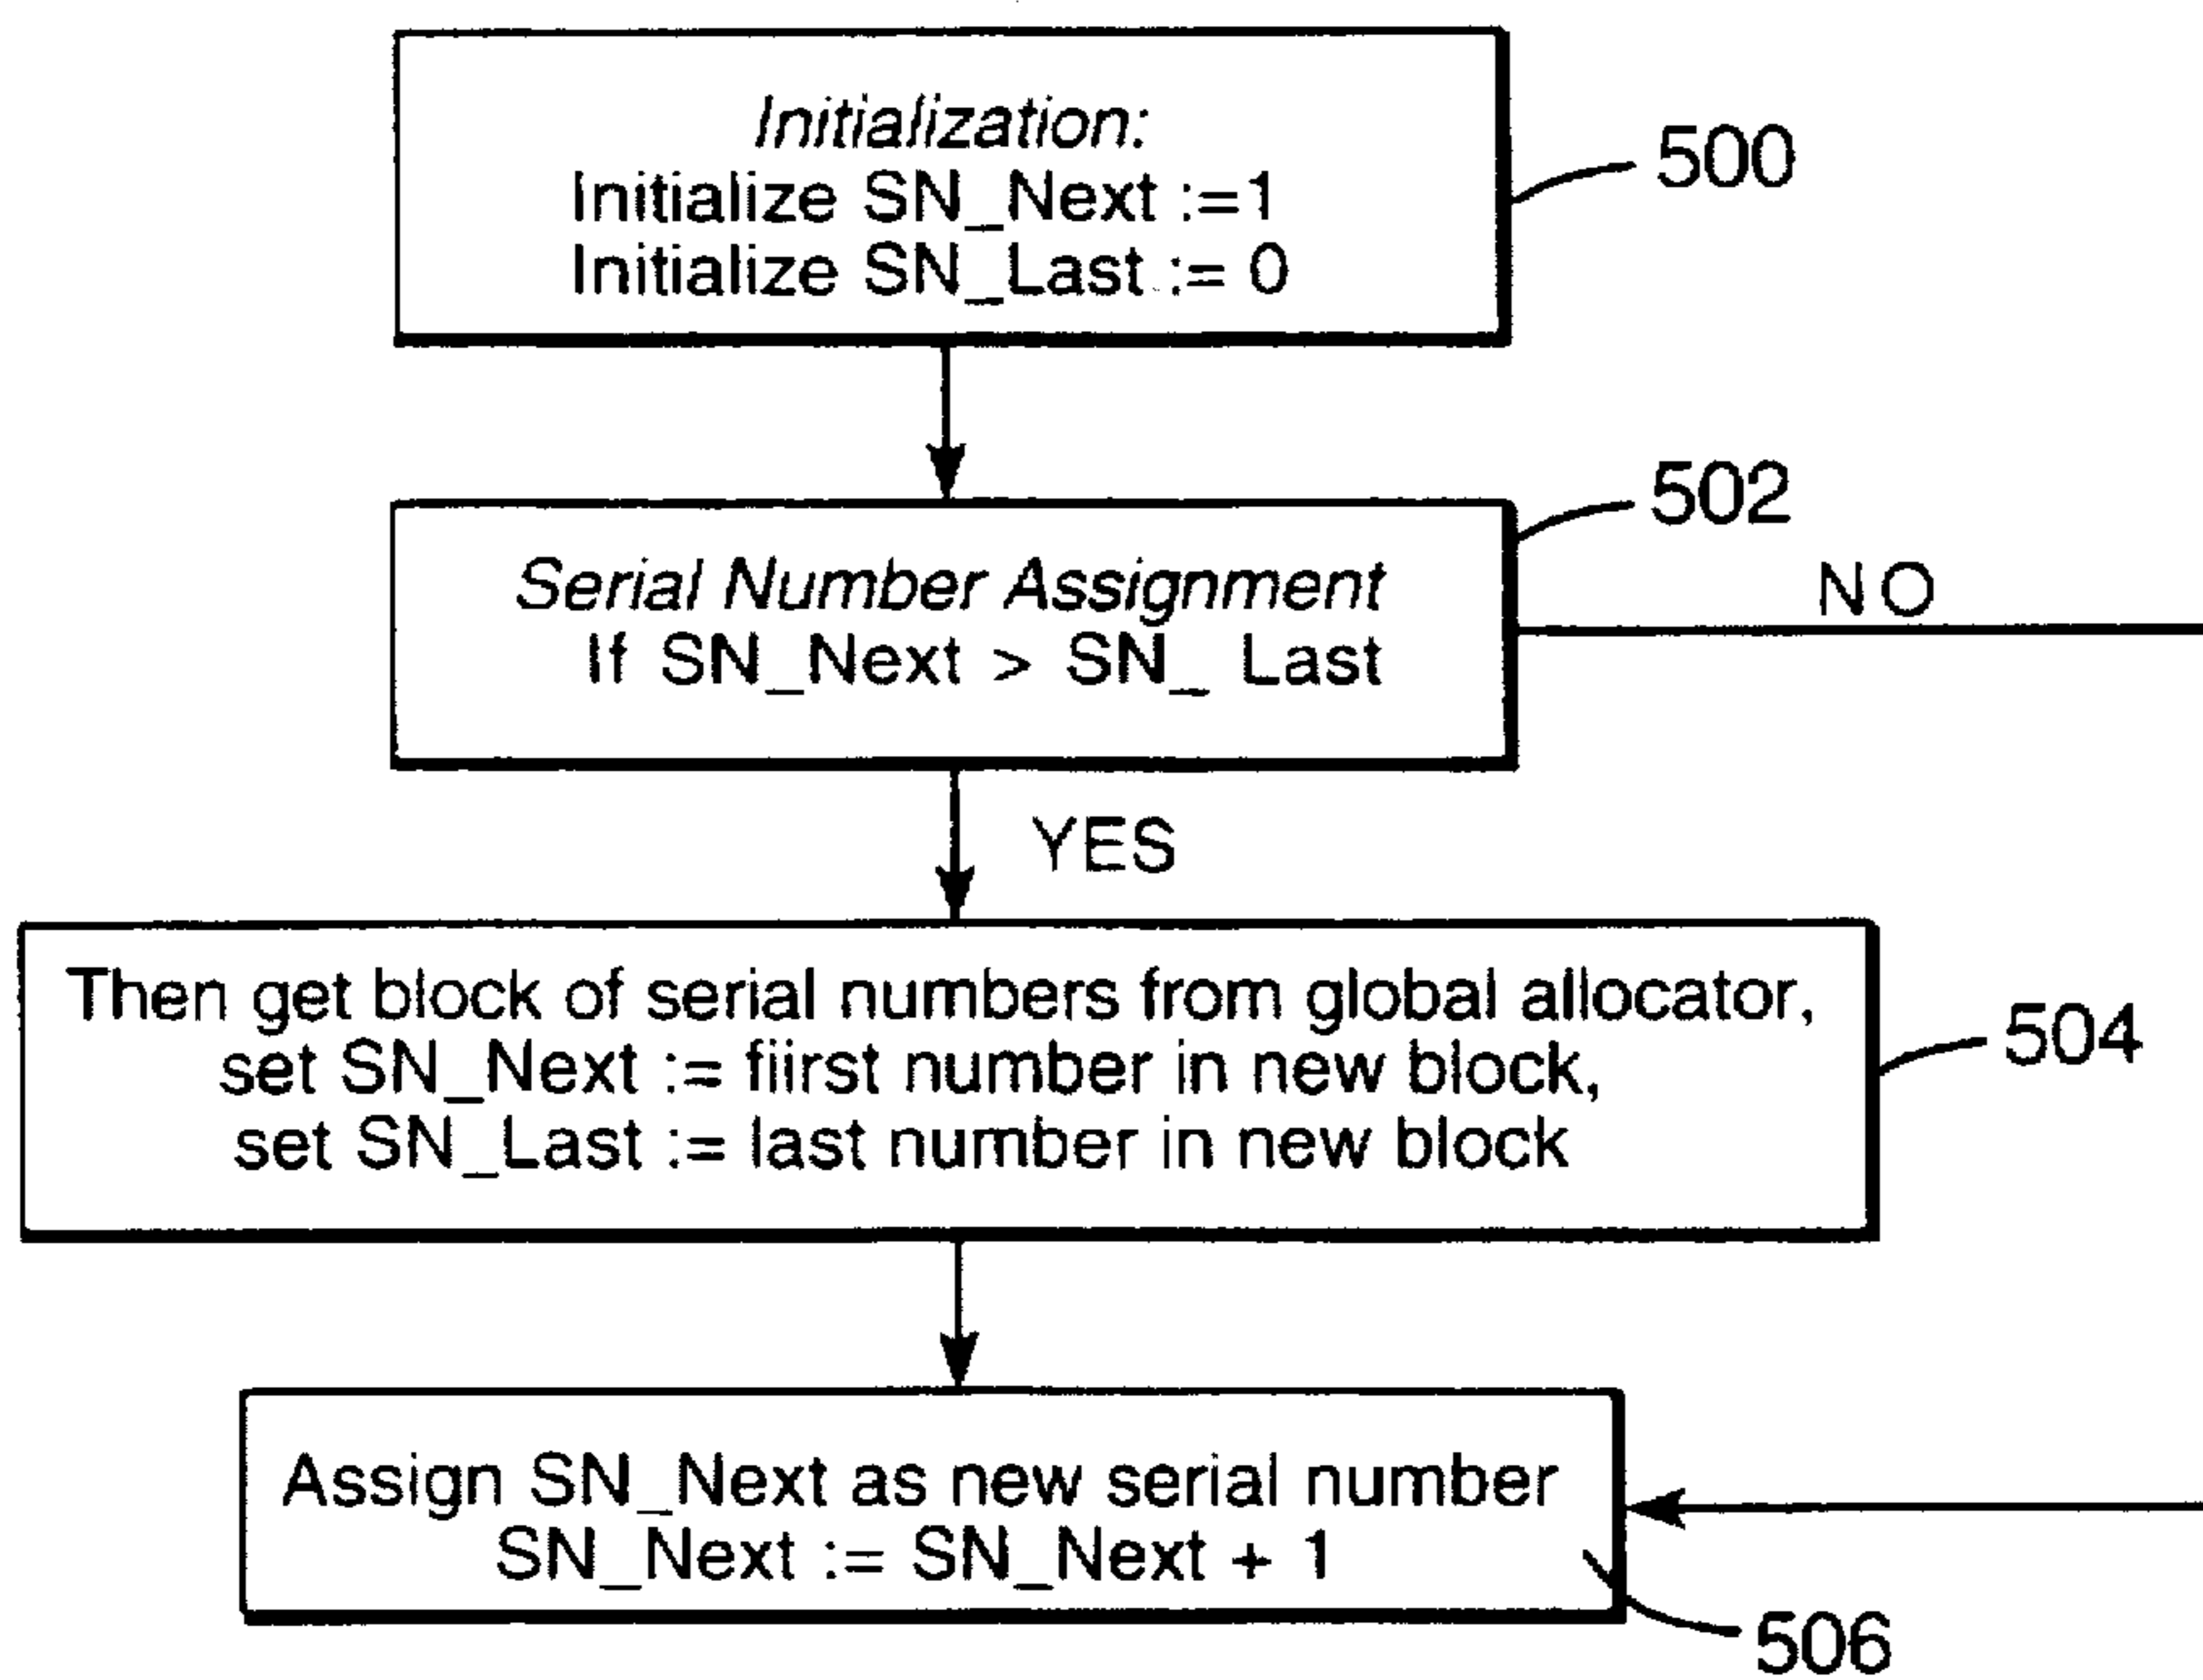 Initialization:
Initialize SN_Next :=1
Initialize SN_Last := 0
500
502
Serial Number Assignment
If SN_Next > SN_ Last
NO
YES
Then get block of serial numbers from global allocator,
set SN_Next := fiirst number in new block,
set SN_Last := last number in new block
504
Assign SN_Next as new serial number
SN_Next := SN_Next + 1
506